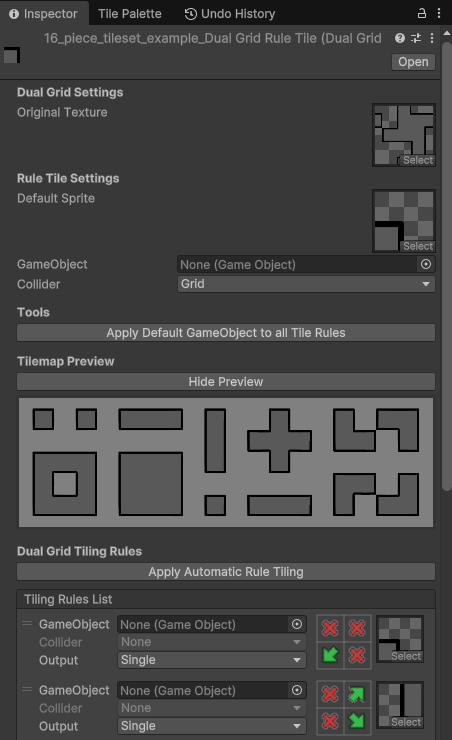 Inspector
Tile Palette
Undo History
16_piece_tileset_example_Dual Grid Rule Tile (Dual Grid
Open
Dual Grid Settings
Original Texture
Select
Rule Tile Settings
Default Sprite
Select
GameObject None (Game Object)
Collider Grid
Tools
Apply Default GameObject to all Tile Rules
Tilemap Preview
Hide Preview
Dual Grid Tiling Rules
Apply Automatic Rule Tiling
Tiling Rules List
GameObject None (Game Object)
Collider None
Select
Output Single
GameObject None (Game Object)
Collider None
Select
Output Single